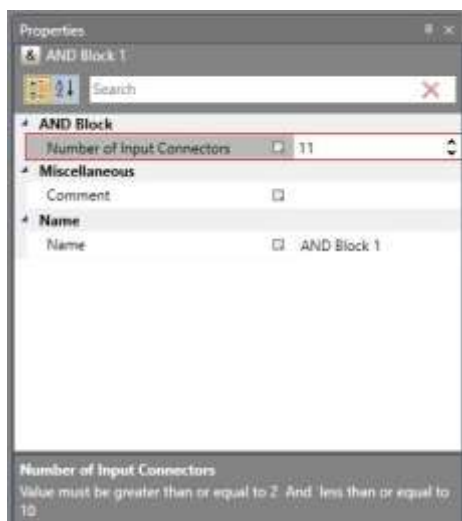 Properties
& AND Block 1
Search
AND Block
Number of Input Connectors 11
Miscellaneous
Comment
Name
Name AND Block 1
Number of Input Connectors
Value must be greater than or equal to 2 And less than or equal to
10